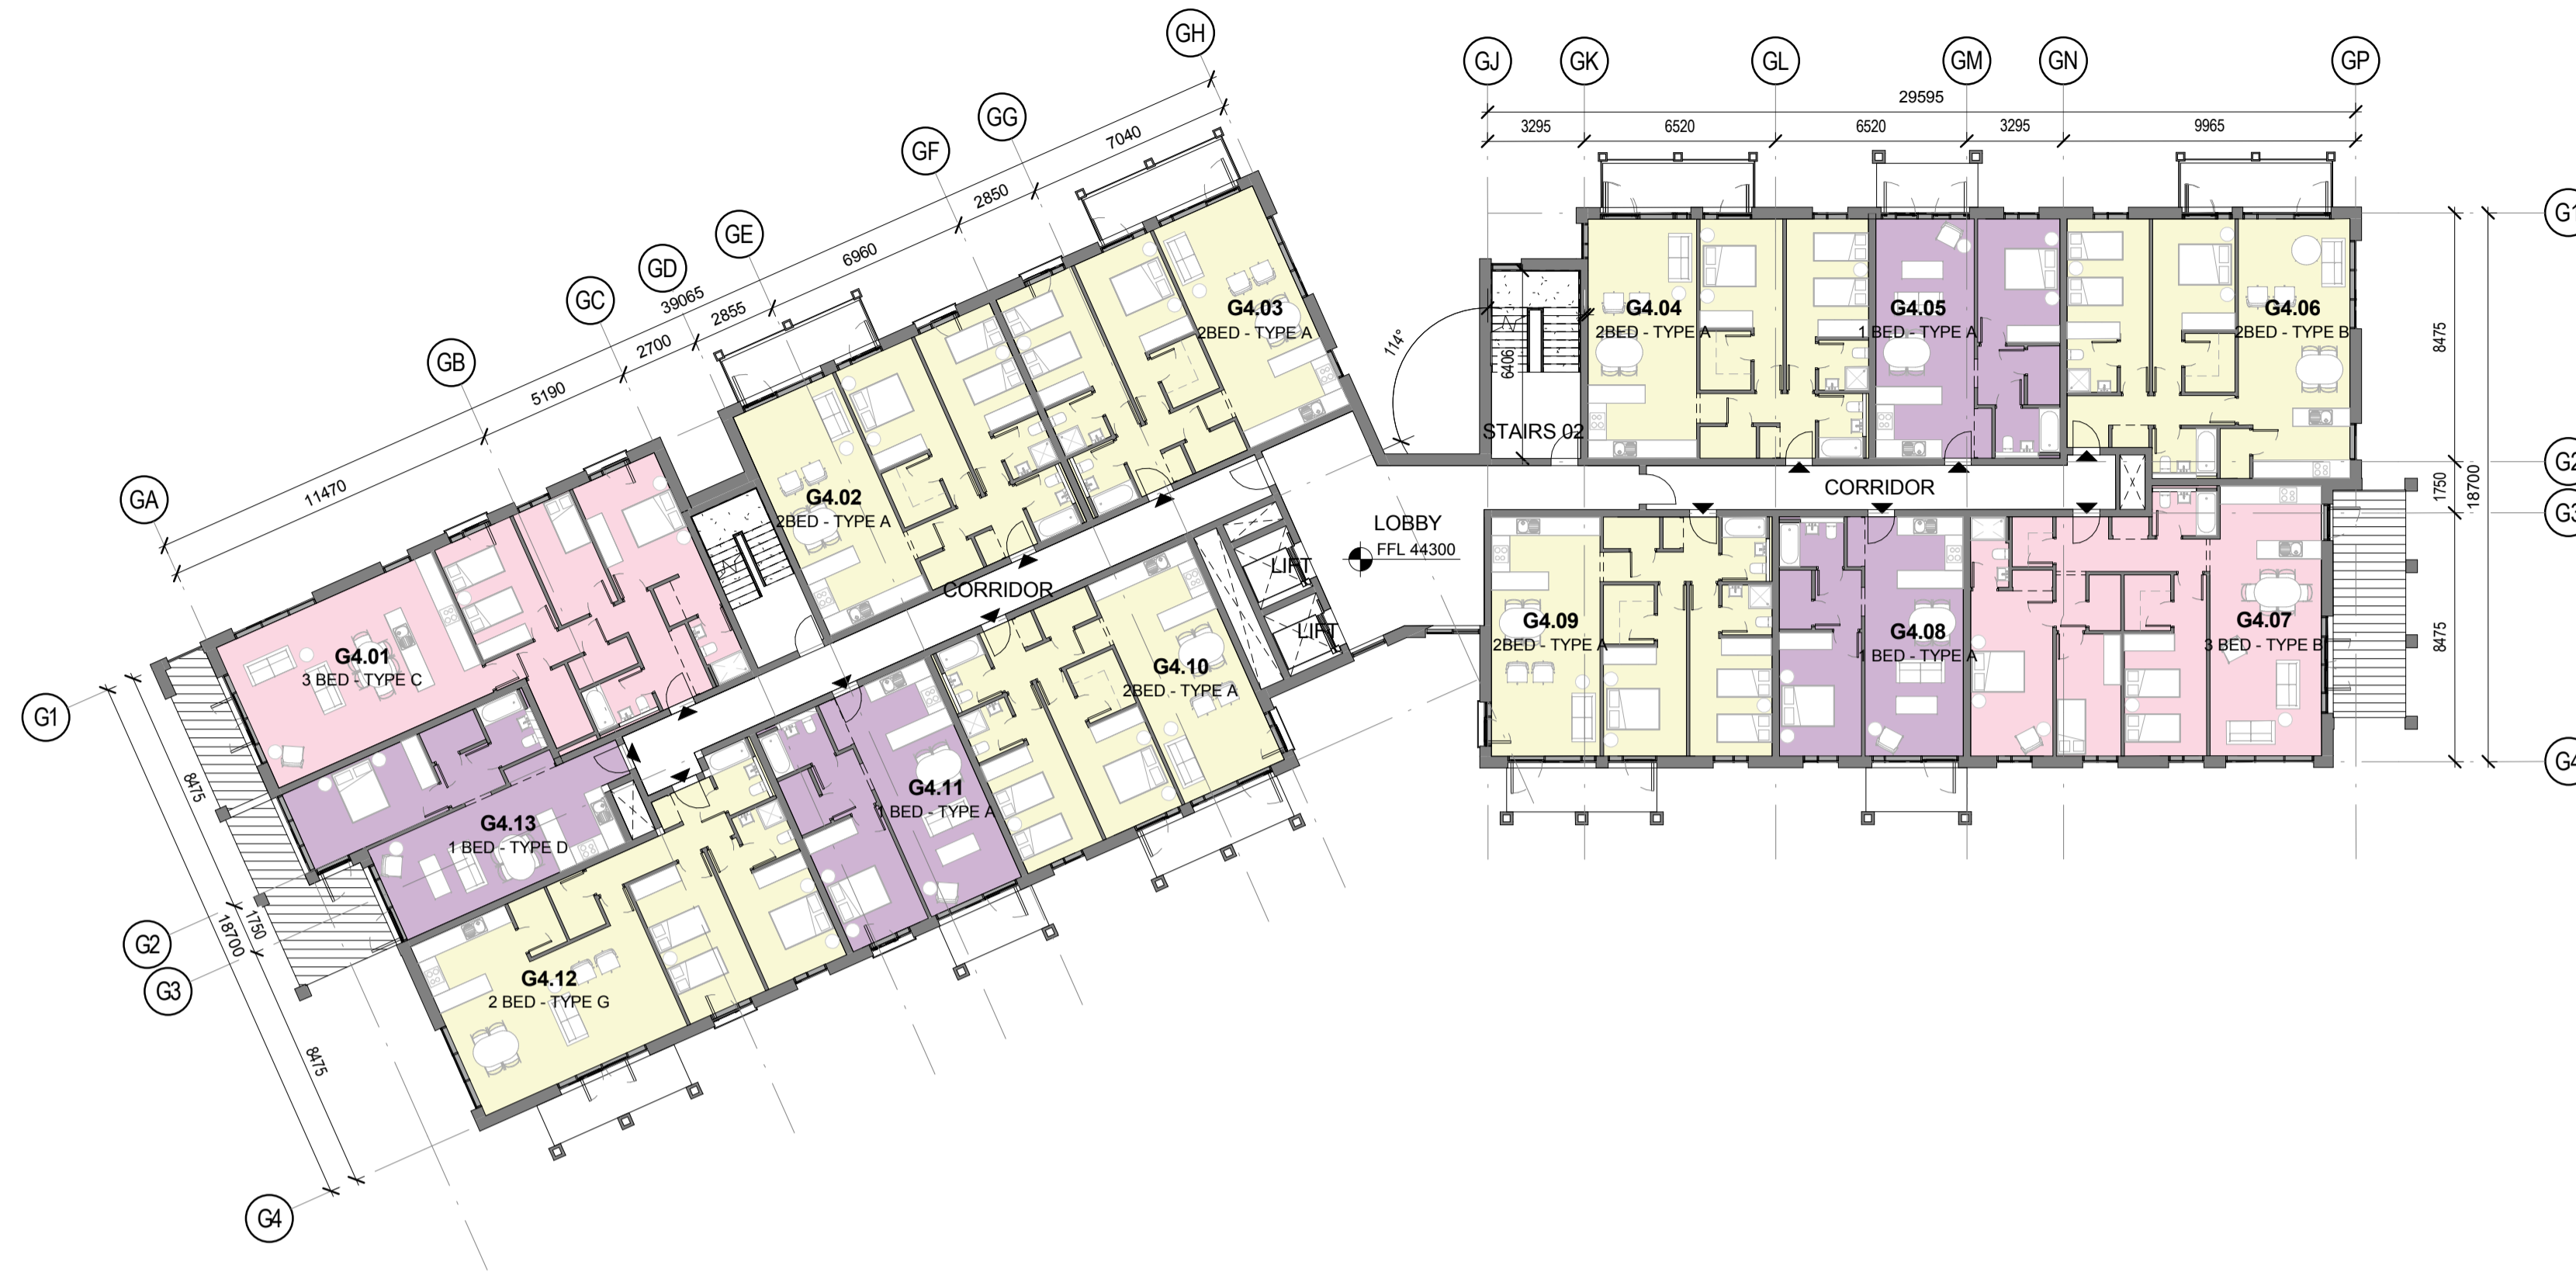 GH
GJ
GK
GL
GM
GN
GP
29595
3295
6520
6520
3295
9965
GG
7040
GF
2850
GE
6960
GD
39065
2855
GC
2700
GB
5190
GA
11470
G1
8475
G2
1750
18700
G3
8475
G4
G4.03
2BED - TYPE A
G4.04
2BED - TYPE A
G4.05
1 BED - TYPE A
G4.06
2BED - TYPE B
114°
6406
STAIRS 02
CORRIDOR
G4.02
2BED - TYPE A
LOBBY
FFL 44300
LIFT
LIFT
CORRIDOR
G4.09
2BED - TYPE A
G4.08
1 BED - TYPE A
G4.07
3 BED - TYPE B
G4.01
3 BED - TYPE C
G4.10
2BED - TYPE A
G4.11
1 BED - TYPE A
G4.13
1 BED - TYPE D
G4.12
2 BED - TYPE G
G1
8475
G2
1750
18700
G3
8475
G4